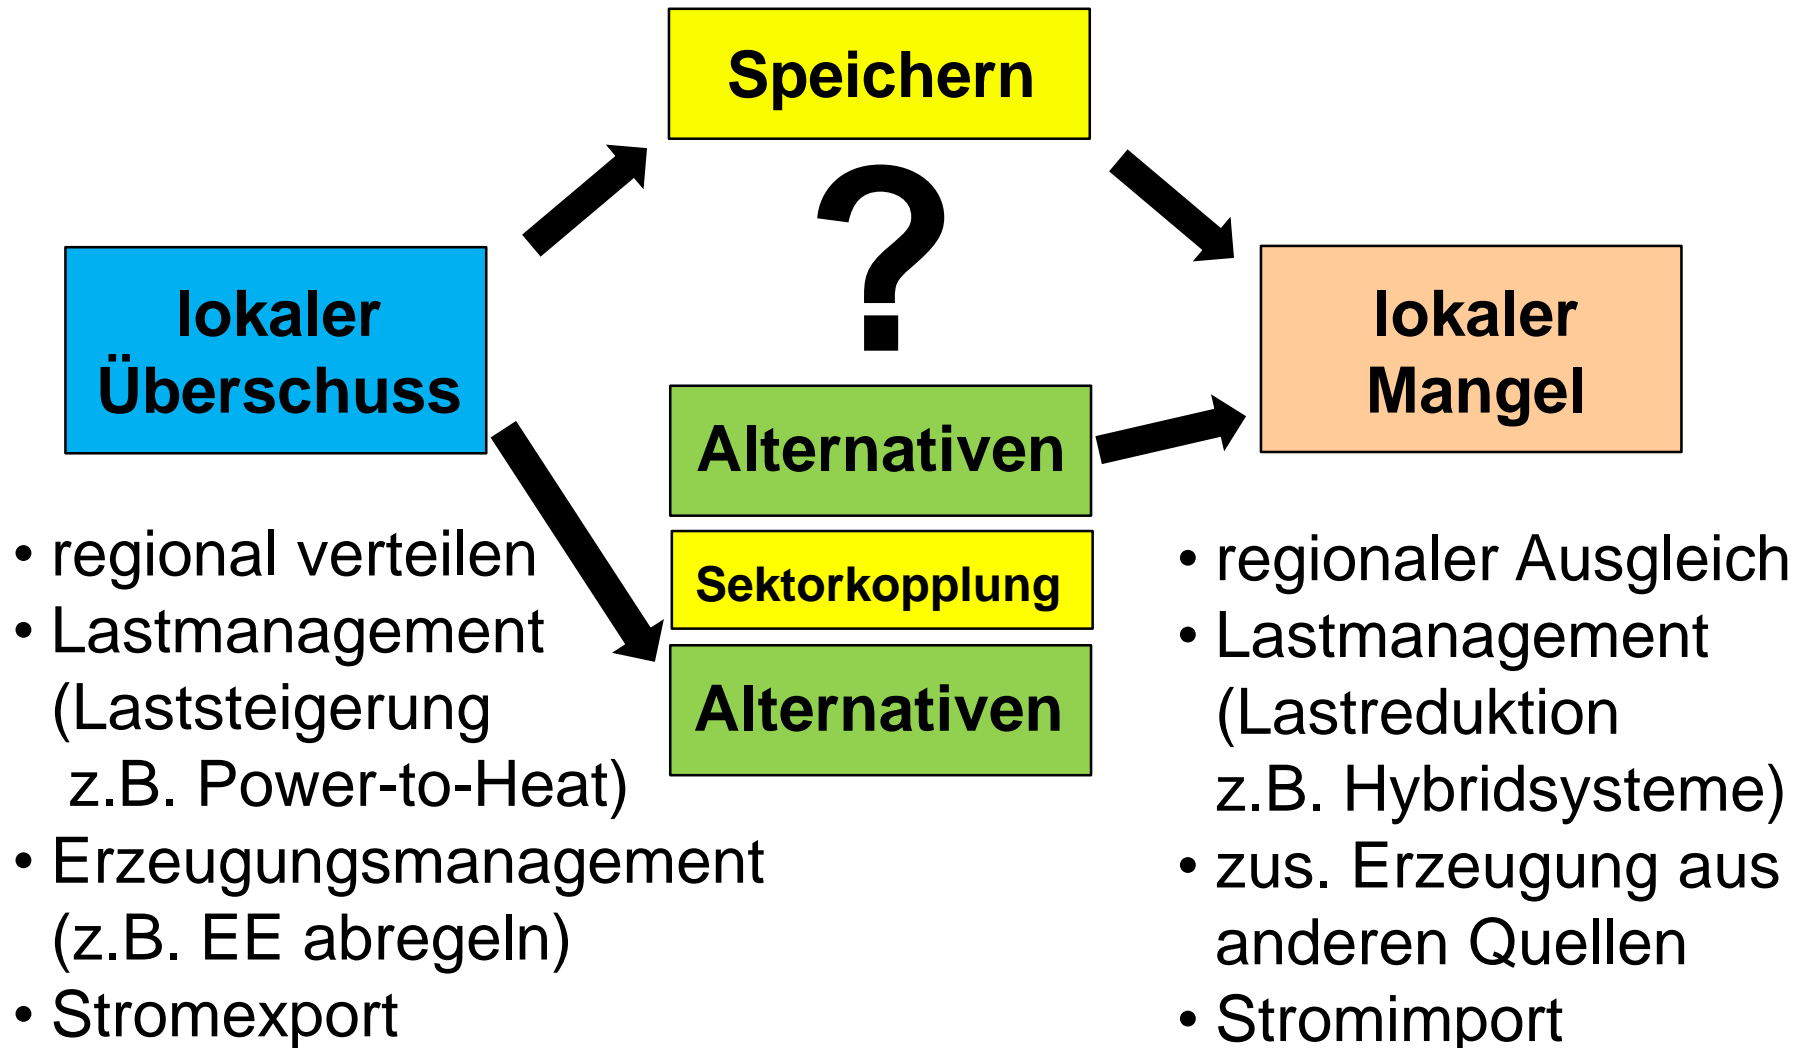 Speichern
?
lokaler
Überschuss
lokaler
Mangel
Alternativen
Sektorkopplung
Alternativen
• regional verteilen
• Lastmanagement
(Laststeigerung
z.B. Power-to-Heat)
• Erzeugungsmanagement
(z.B. EE abregeln)
• Stromexport
• regionaler Ausgleich
• Lastmanagement
(Lastreduktion
z.B. Hybridsysteme)
• zus. Erzeugung aus
anderen Quellen
• Stromimport